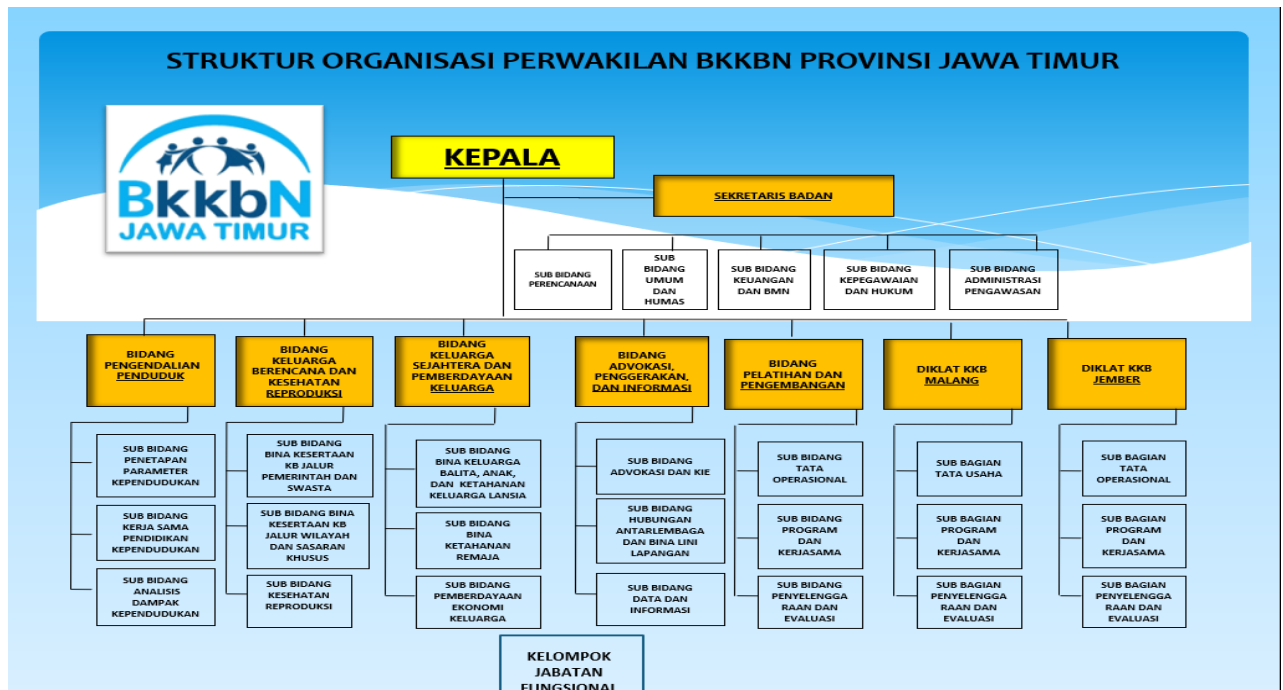 STRUKTUR ORGANISASI PERWAKILAN BKKBN PROVINSI JAWA TIMUR
BkkbN
JAWA TIMUR
KEPALA
SEKRETARIS BADAN
SUB BIDANG
PERENCANAAN
SUB
BIDANG
UMUM
DAN
HUMAS
SUB BIDANG
KEUANGAN
DAN BMN
SUB BIDANG
KEPEGAWAIAN
DAN HUKUM
SUB BIDANG
ADMINISTRASI
PENGAWASAN
BIDANG
PENGENDALIAN
PENDUDUK
BIDANG
KELUARGA
BERENCANA DAN
KESEHATAN
REPRODUKSI
BIDANG
KELUARGA
SEJAHTERA DAN
PEMBERDAYAAN
KELUARGA
BIDANG
ADVOKASI,
PENGGERAKAN,
DAN INFORMASI
BIDANG
PELATIHAN DAN
PENGEMBANGAN
DIKLAT KKB
MALANG
DIKLAT KKB
JEMBER
SUB BIDANG
PENETAPAN
PARAMETER
KEPENDUDUKAN
SUB BIDANG
KERJA SAMA
PENDIDIKAN
KEPENDUDUKAN
SUB BIDANG
ANALISIS
DAMPAK
KEPENDUDUKAN
SUB BIDANG
BINA KESERTAAN
KB JALUR
PEMERINTAH DAN
SWASTA
SUB BIDANG BINA
KESERTAAN KB
JALUR WILAYAH
DAN SASARAN
KHUSUS
SUB BIDANG
KESEHATAN
REPRODUKSI
SUB BIDANG
BINA KELUARGA
BALITA, ANAK,
DAN KETAHANAN
KELUARGA LANSIA
SUB BIDANG
BINA
KETAHANAN
REMAJA
SUB BIDANG
PEMBERDAYAAN
EKONOMI
KELUARGA
SUB BIDANG
ADVOKASI DAN KIE
SUB BIDANG
HUBUNGAN
ANTARLEMBAGA
DAN BINA LINI
LAPANGAN
SUB BIDANG
DATA DAN
INFORMASI
SUB BIDANG
TATA
OPERASIONAL
SUB BIDANG
PROGRAM
DAN
KERJASAMA
SUB BIDANG
PENYELENGGA
RAAN DAN
EVALUASI
SUB BAGIAN
TATA USAHA
SUB BAGIAN
PROGRAM
DAN
KERJASAMA
SUB BAGIAN
PENYELENGGA
RAAN DAN
EVALUASI
SUB BAGIAN
TATA
OPERASIONAL
SUB BAGIAN
PROGRAM
DAN
KERJASAMA
SUB BAGIAN
PENYELENGGA
RAAN DAN
EVALUASI
KELOMPOK
JABATAN
FUNGSIONAL